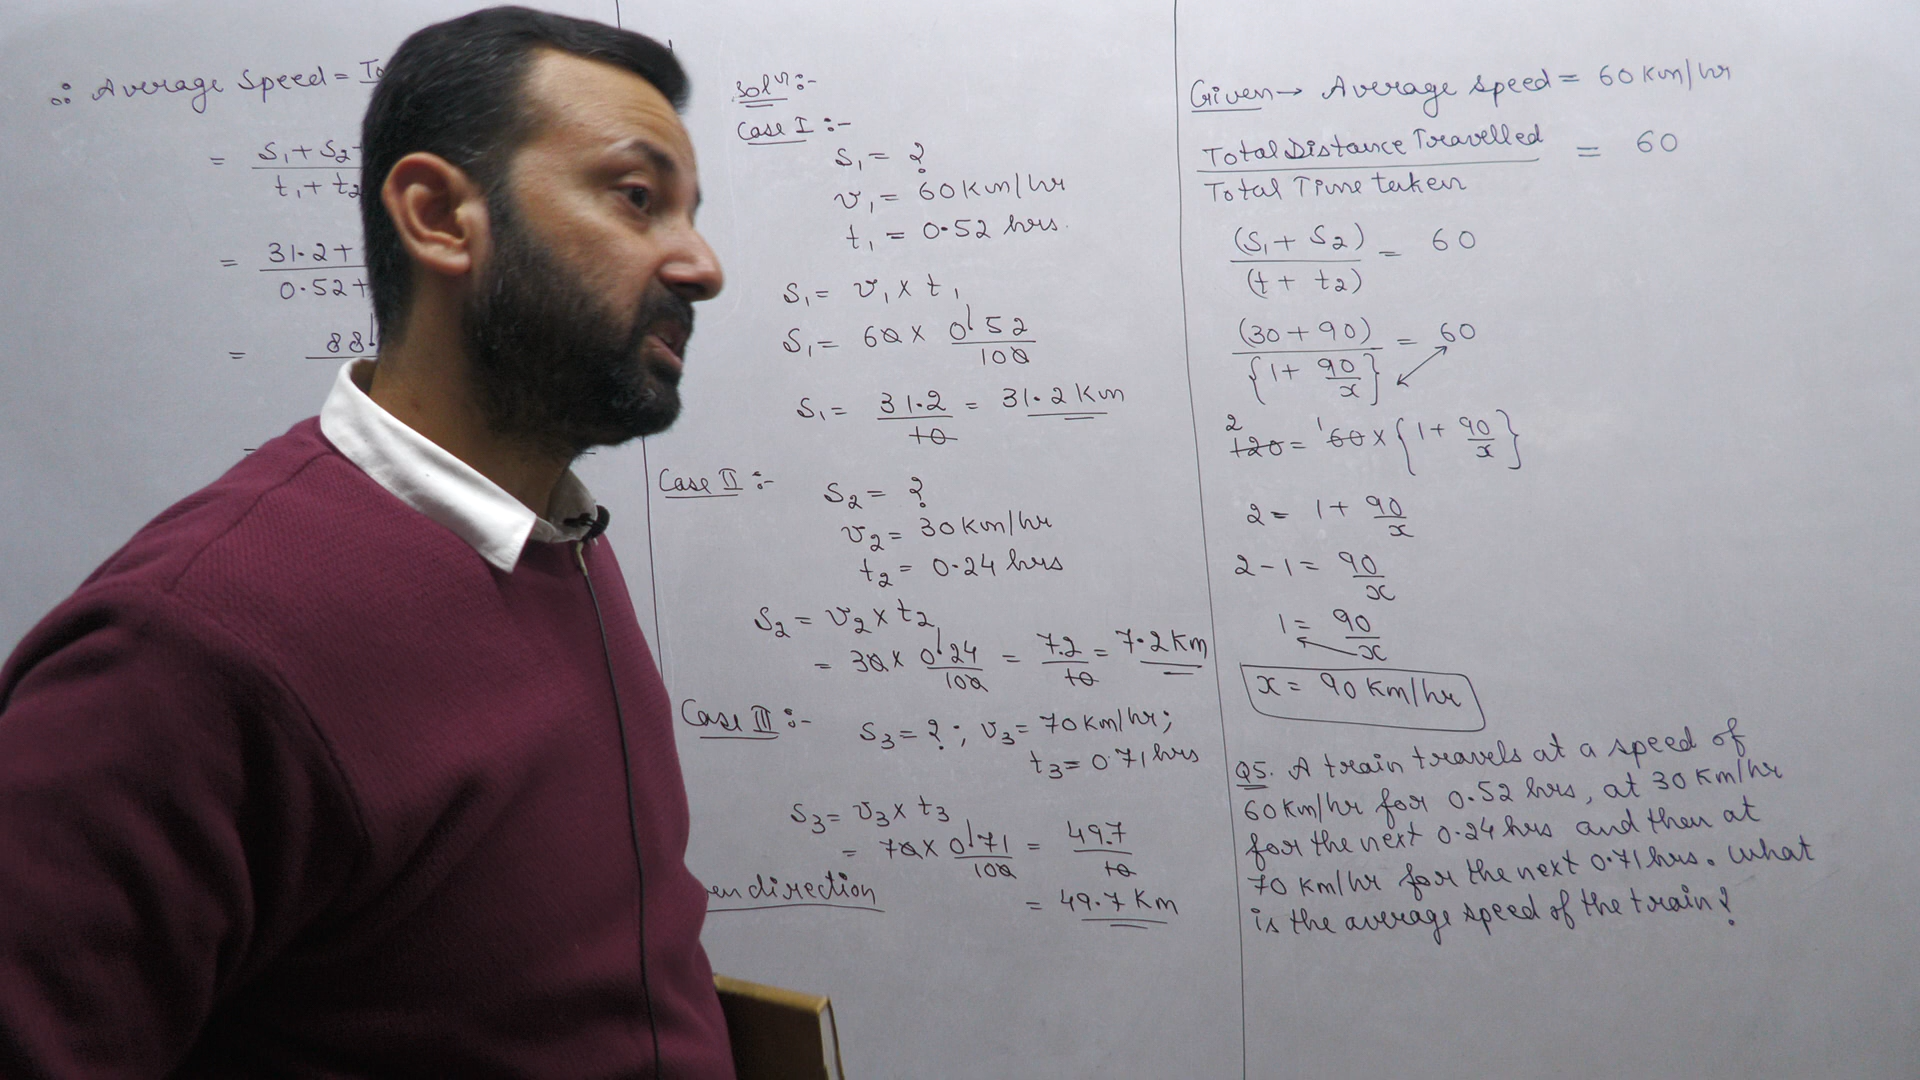 ∴ Average Speed =
= S₁ + S₂
t₁ + t₂
= 31.2 +
0.52 +
= 88.
Solⁿ:-
Case I :-
S₁ = ?
v₁ = 60 Km/hr
t₁ = 0.52 hrs.
S₁ = v₁ x t₁
S₁ = 60 x 0.52 / 100
S₁ = 31.2 / 10 = 31.2 Km
Case II :-
S₂ = ?
v₂ = 30 Km/hr
t₂ = 0.24 hrs
S₂ = v₂ x t₂
= 30 x 0.24 / 100 = 7.2 / 10 = 7.2 Km
Case III :-
S₃ = ? ; v₃ = 70 Km/hr;
t₃ = 0.71 hrs
S₃ = v₃ x t₃
= 70 x 0.71 / 100 = 49.7 / 10
direction
= 49.7 Km
Given → Average speed = 60 Km/hr
Total Distance Travelled = 60
Total Time taken
(S₁ + S₂) = 60
(t + t₂)
(30 + 90) = 60
{1 + 90/x}
2
120 = ¹60 x {1 + 90/x}
2 = 1 + 90/x
2 - 1 = 90/x
1 = 90/x
x = 90 Km/hr
Q5. A train travels at a speed of
60 Km/hr for 0.52 hrs, at 30 Km/hr
for the next 0.24 hrs and then at
70 Km/hr for the next 0.71 hrs. What
is the average speed of the train?